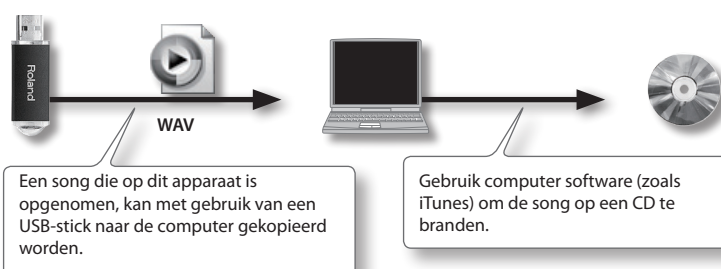 Roland
WAV
Een song die op dit apparaat is
opgenomen, kan met gebruik van een
USB-stick naar de computer gekopieerd
worden.
Gebruik computer software (zoals
iTunes) om de song op een CD te
branden.